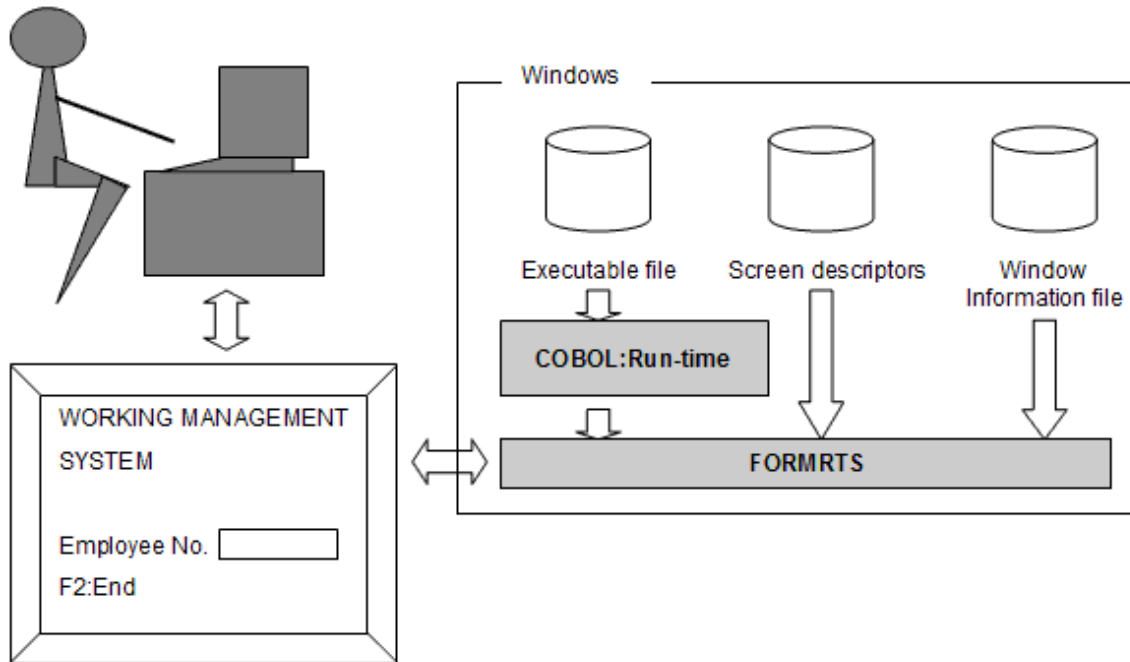 Windows
Executable file
Screen descriptors
Window
Information file
COBOL:Run-time
FORMRTS
WORKING MANAGEMENT
SYSTEM
Employee No.
F2:End